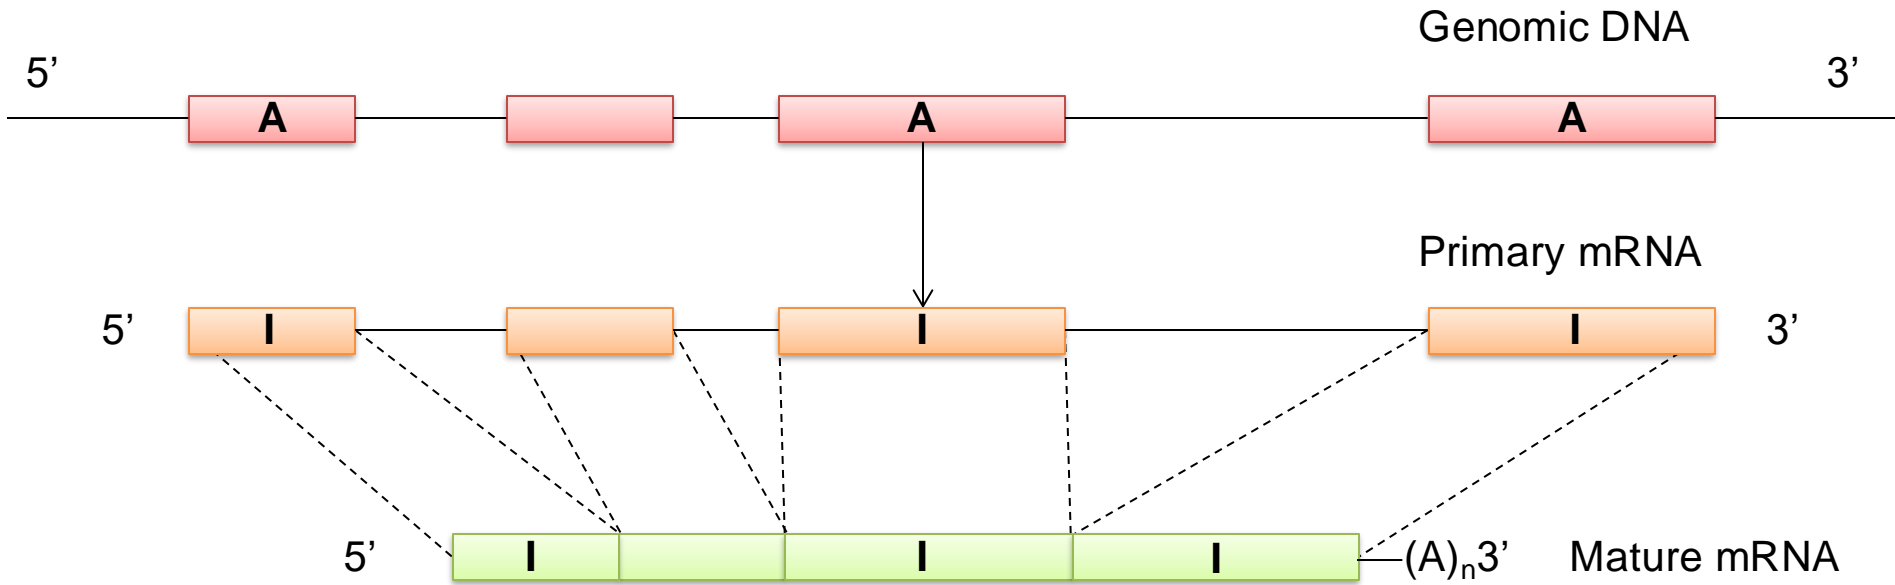 Genomic DNA
5’ 3’
A A A
Primary mRNA
5’ I I I 3’
5’ I I I (A)n3’ Mature mRNA